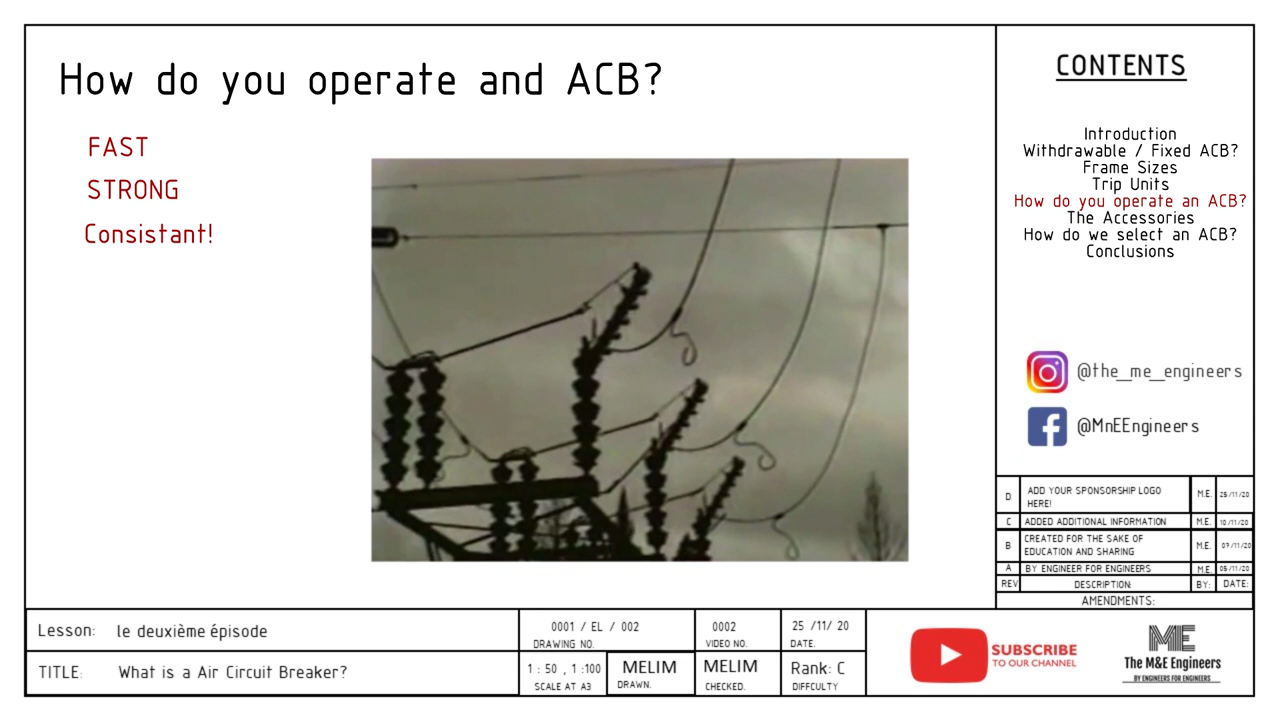 How do you operate and ACB?
FAST
STRONG
Consistant!
CONTENTS
Introduction
Withdrawable / Fixed ACB?
Frame Sizes
Trip Units
How do you operate an ACB?
The Accessories
How do we select an ACB?
Conclusions
@the_me_engineers
@MnEEngineers
D ADD YOUR SPONSORSHIP LOGO HERE! M.E. 25/11/20
C ADDED ADDITIONAL INFORMATION M.E. 10/11/20
B CREATED FOR THE SAKE OF EDUCATION AND SHARING M.E. 07/11/20
A BY ENGINEER FOR ENGINEERS M.E. 05/11/20
REV DESCRIPTION: BY: DATE:
AMENDMENTS:
Lesson: le deuxième épisode
TITLE: What is a Air Circuit Breaker?
0001 / EL / 002
DRAWING NO.
0002
VIDEO NO.
25 /11/ 20
DATE.
1 : 50 , 1 :100
SCALE AT A3
MELIM
DRAWN.
MELIM
CHECKED.
Rank: C
DIFFCULTY
SUBSCRIBE
TO OUR CHANNEL
ME
The M&E Engineers
BY ENGINEERS FOR ENGINEERS